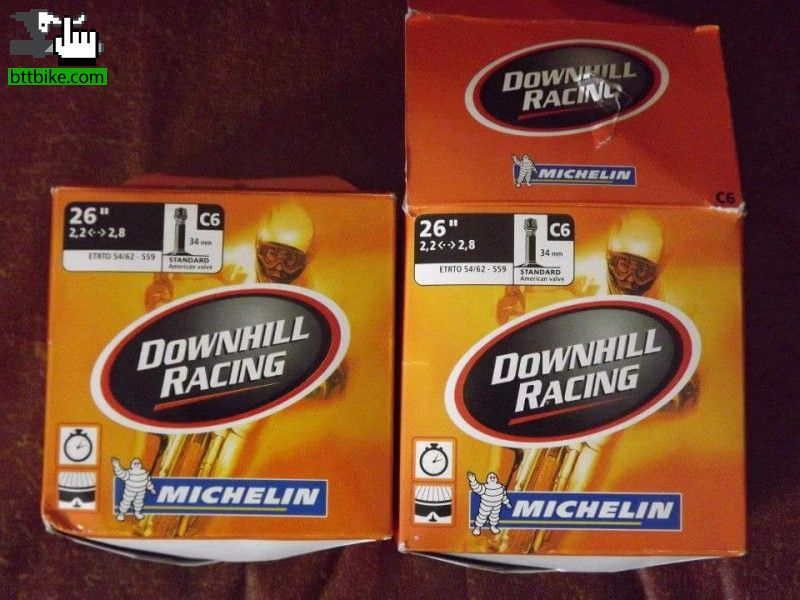 bttbike.com
DOWNHILL
RACING
MICHELIN
C6
26"
2,2<-->2,8
ETRTO 54/62 - 559
34 mm
STANDARD
American valve
C6
DOWNHILL
RACING
MICHELIN
26"
2,2<-->2,8
ETRTO 54/62 - 559
34 mm
STANDARD
American valve
C6
DOWNHILL
RACING
MICHELIN